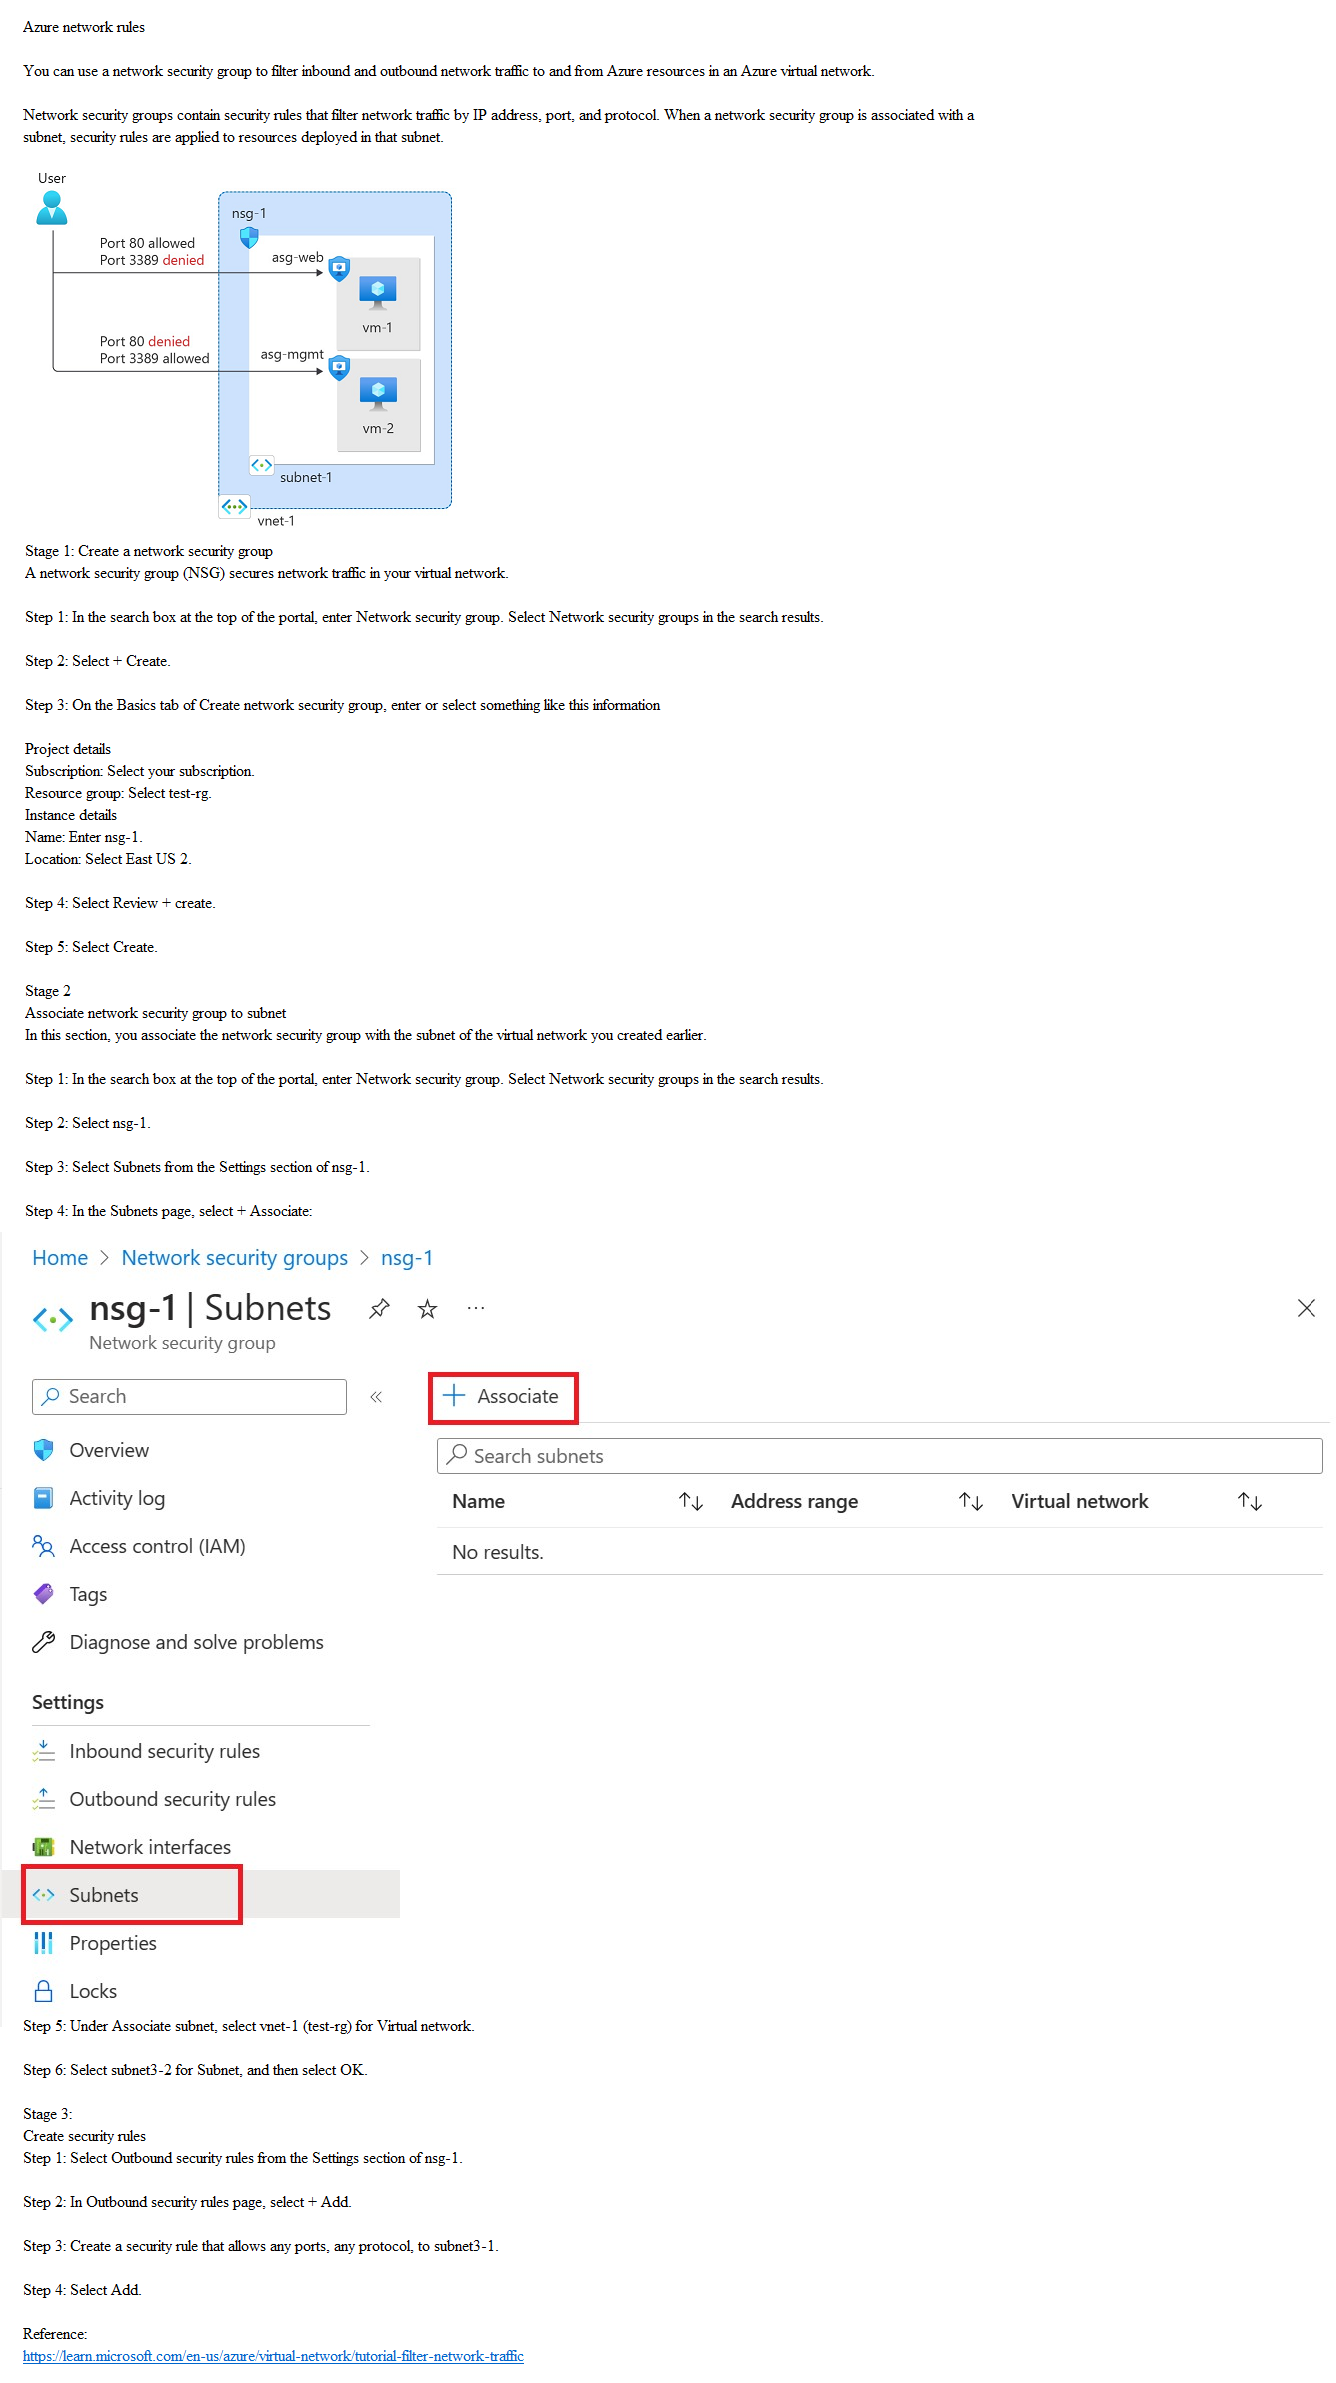 Azure network rules
You can use a network security group to filter inbound and outbound network traffic to and from Azure resources in an Azure virtual network.
Network security groups contain security rules that filter network traffic by IP address, port, and protocol. When a network security group is associated with a
subnet, security rules are applied to resources deployed in that subnet.
User
nsg-1
Port 80 allowed
Port 3389 denied
asg-web
vm-1
Port 80 denied
Port 3389 allowed
asg-mgmt
vm-2
subnet-1
vnet-1
Stage 1: Create a network security group
A network security group (NSG) secures network traffic in your virtual network.
Step 1: In the search box at the top of the portal, enter Network security group. Select Network security groups in the search results.
Step 2: Select + Create.
Step 3: On the Basics tab of Create network security group, enter or select something like this information
Project details
Subscription: Select your subscription.
Resource group: Select test-rg.
Instance details
Name: Enter nsg-1.
Location: Select East US 2.
Step 4: Select Review + create.
Step 5: Select Create.
Stage 2
Associate network security group to subnet
In this section, you associate the network security group with the subnet of the virtual network you created earlier.
Step 1: In the search box at the top of the portal, enter Network security group. Select Network security groups in the search results.
Step 2: Select nsg-1.
Step 3: Select Subnets from the Settings section of nsg-1.
Step 4: In the Subnets page, select + Associate:
Home > Network security groups > nsg-1
nsg-1 | Subnets ...
Network security group
Search «
+ Associate
Overview
Search subnets
Activity log
Name Address range Virtual network
Access control (IAM)
No results.
Tags
Diagnose and solve problems
Settings
Inbound security rules
Outbound security rules
Network interfaces
Subnets
Properties
Locks
Step 5: Under Associate subnet, select vnet-1 (test-rg) for Virtual network.
Step 6: Select subnet3-2 for Subnet, and then select OK.
Stage 3:
Create security rules
Step 1: Select Outbound security rules from the Settings section of nsg-1.
Step 2: In Outbound security rules page, select + Add.
Step 3: Create a security rule that allows any ports, any protocol, to subnet3-1.
Step 4: Select Add.
Reference:
https://learn.microsoft.com/en-us/azure/virtual-network/tutorial-filter-network-traffic